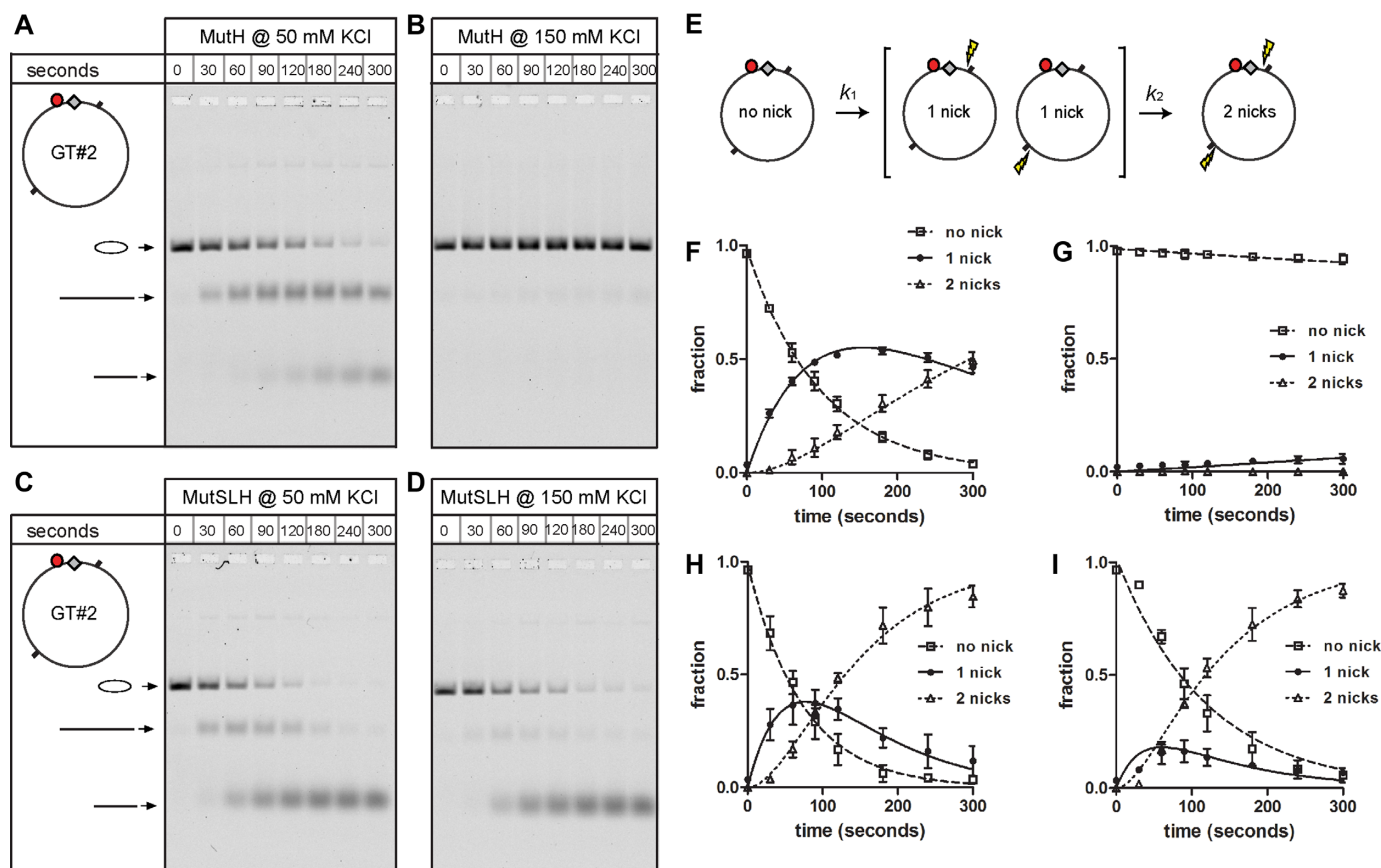 A
MutH @ 50 mM KCl
seconds
0 30 60 90 120 180 240 300
GT#2
B
MutH @ 150 mM KCl
0 30 60 90 120 180 240 300
C
MutSLH @ 50 mM KCl
seconds
0 30 60 90 120 180 240 300
GT#2
D
MutSLH @ 150 mM KCl
0 30 60 90 120 180 240 300
E
no nick
k1
1 nick
1 nick
k2
2 nicks
F
no nick
1 nick
2 nicks
fraction
1.0
0.5
0.0
0 100 200 300
time (seconds)
G
no nick
1 nick
2 nicks
fraction
1.0
0.5
0.0
0 100 200 300
time (seconds)
H
no nick
1 nick
2 nicks
fraction
1.0
0.5
0.0
0 100 200 300
time (seconds)
I
no nick
1 nick
2 nicks
fraction
1.0
0.5
0.0
0 100 200 300
time (seconds)